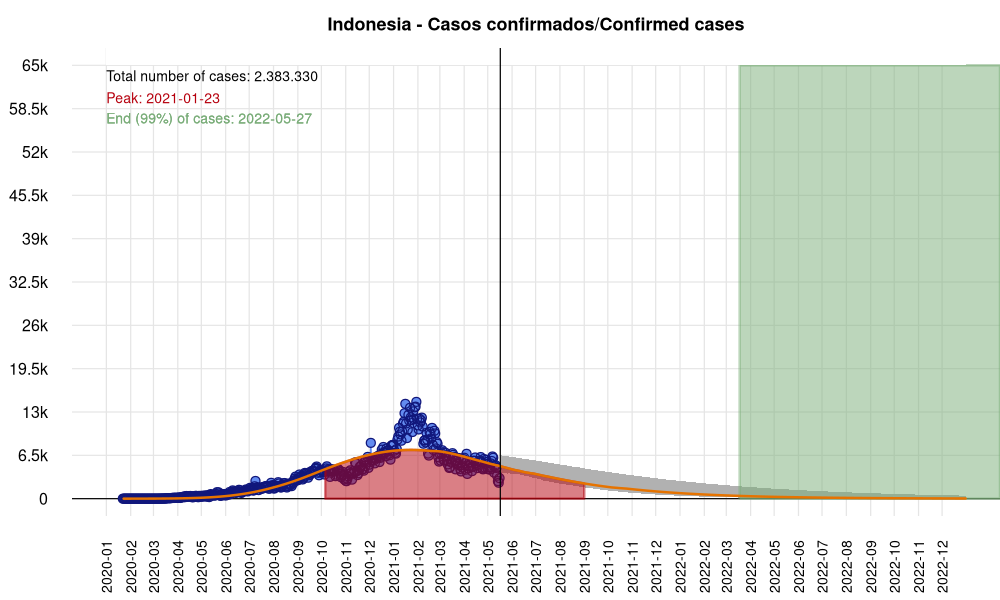 Indonesia - Casos confirmados/Confirmed cases
Total number of cases: 2.383.330
Peak: 2021-01-23
End (99%) of cases: 2022-05-27
65k
58.5k
52k
45.5k
39k
32.5k
26k
19.5k
13k
6.5k
0
2020-01
2020-02
2020-03
2020-04
2020-05
2020-06
2020-07
2020-08
2020-09
2020-10
2020-11
2020-12
2021-01
2021-02
2021-03
2021-04
2021-05
2021-06
2021-07
2021-08
2021-09
2021-10
2021-11
2021-12
2022-01
2022-02
2022-03
2022-04
2022-05
2022-06
2022-07
2022-08
2022-09
2022-10
2022-11
2022-12